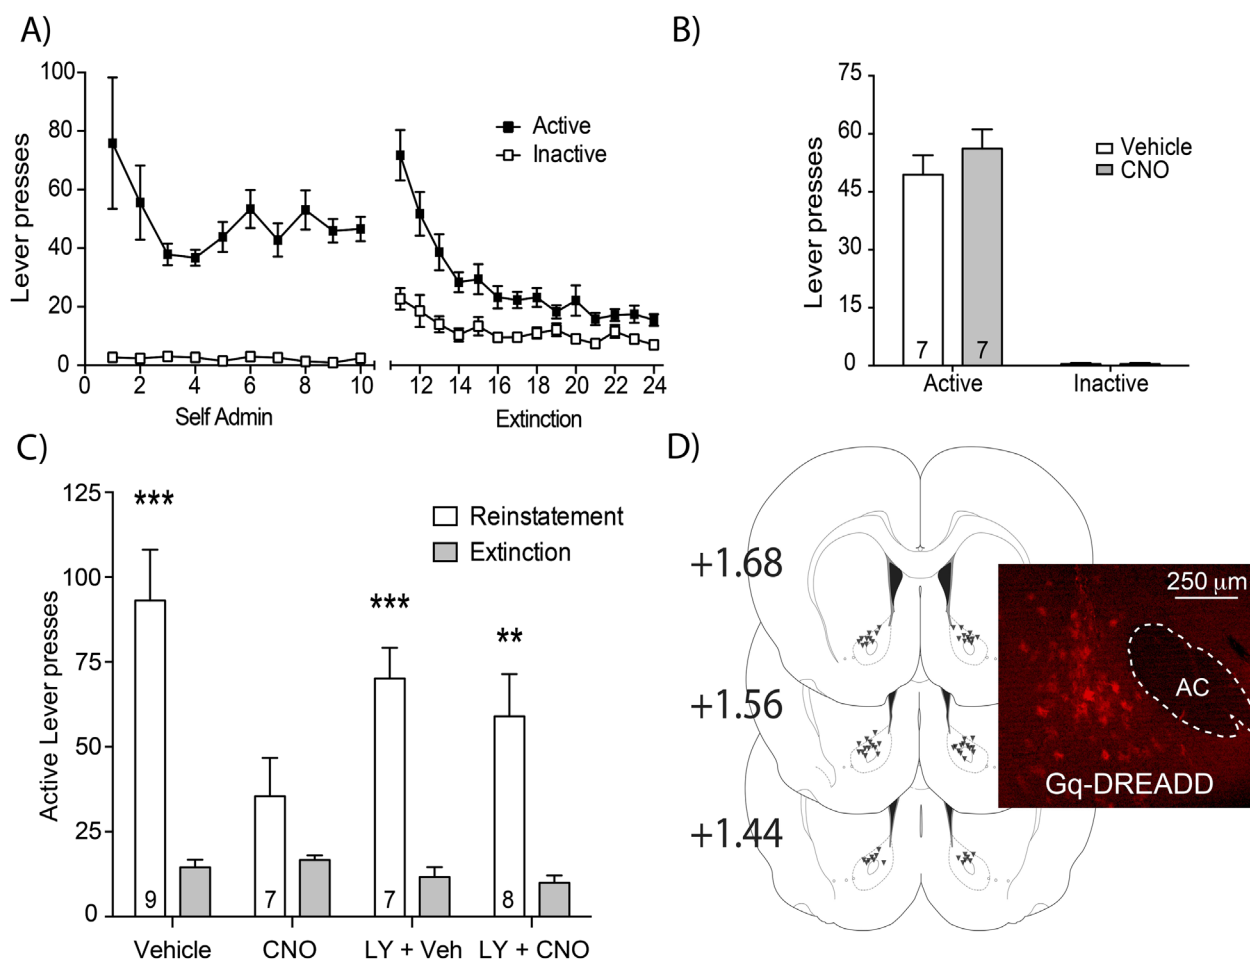 A)
100
80
60
40
20
0
Lever presses
Active
Inactive
0 2 4 6 8 10
12 14 16 18 20 22 24
Self Admin
Extinction
B)
75
60
45
30
15
0
Lever presses
Vehicle
CNO
7 7
Active Inactive
C)
125
100
75
50
25
0
Active Lever presses
***
***
**
Reinstatement
Extinction
9 7 7 8
Vehicle CNO LY + Veh LY + CNO
D)
+1.68
+1.56
+1.44
250 µm
AC
Gq-DREADD